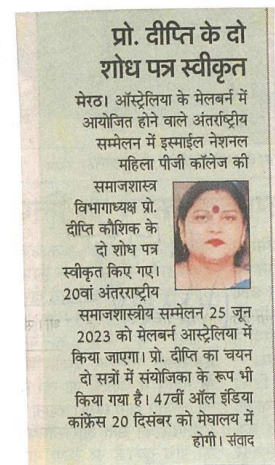 प्रो. दीप्ति के दो
शोध पत्र स्वीकृत
मेरठ। ऑस्ट्रेलिया के मेलबर्न में
आयोजित होने वाले अंतर्राष्ट्रीय
सम्मेलन में इस्माईल नेशनल
महिला पीजी कॉलेज की
समाजशास्त्र
विभागाध्यक्ष प्रो.
दीप्ति कौशिक के
दो शोध पत्र
स्वीकृत किए गए।
20वां अंतरराष्ट्रीय
समाजशास्त्रीय सम्मेलन 25 जून
2023 को मेलबर्न आस्ट्रेलिया में
किया जाएगा। प्रो. दीप्ति का चयन
दो सत्रों में संयोजिका के रूप भी
किया गया है। 47वीं ऑल इंडिया
कांफ्रेंस 20 दिसंबर को मेघालय में
होगी। संवाद